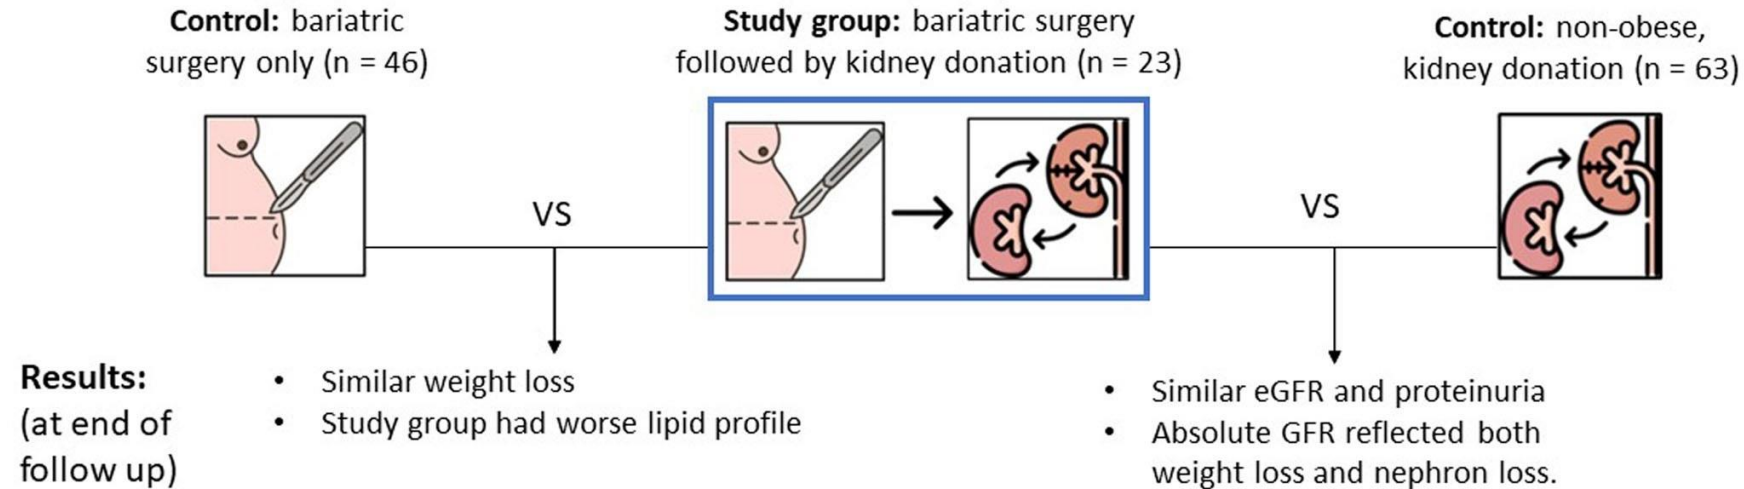 Control: bariatric
surgery only (n = 46)
Study group: bariatric surgery
followed by kidney donation (n = 23)
Control: non-obese,
kidney donation (n = 63)
VS
VS
Results:
(at end of
follow up)
• Similar weight loss
• Study group had worse lipid profile
• Similar eGFR and proteinuria
• Absolute GFR reflected both
weight loss and nephron loss.